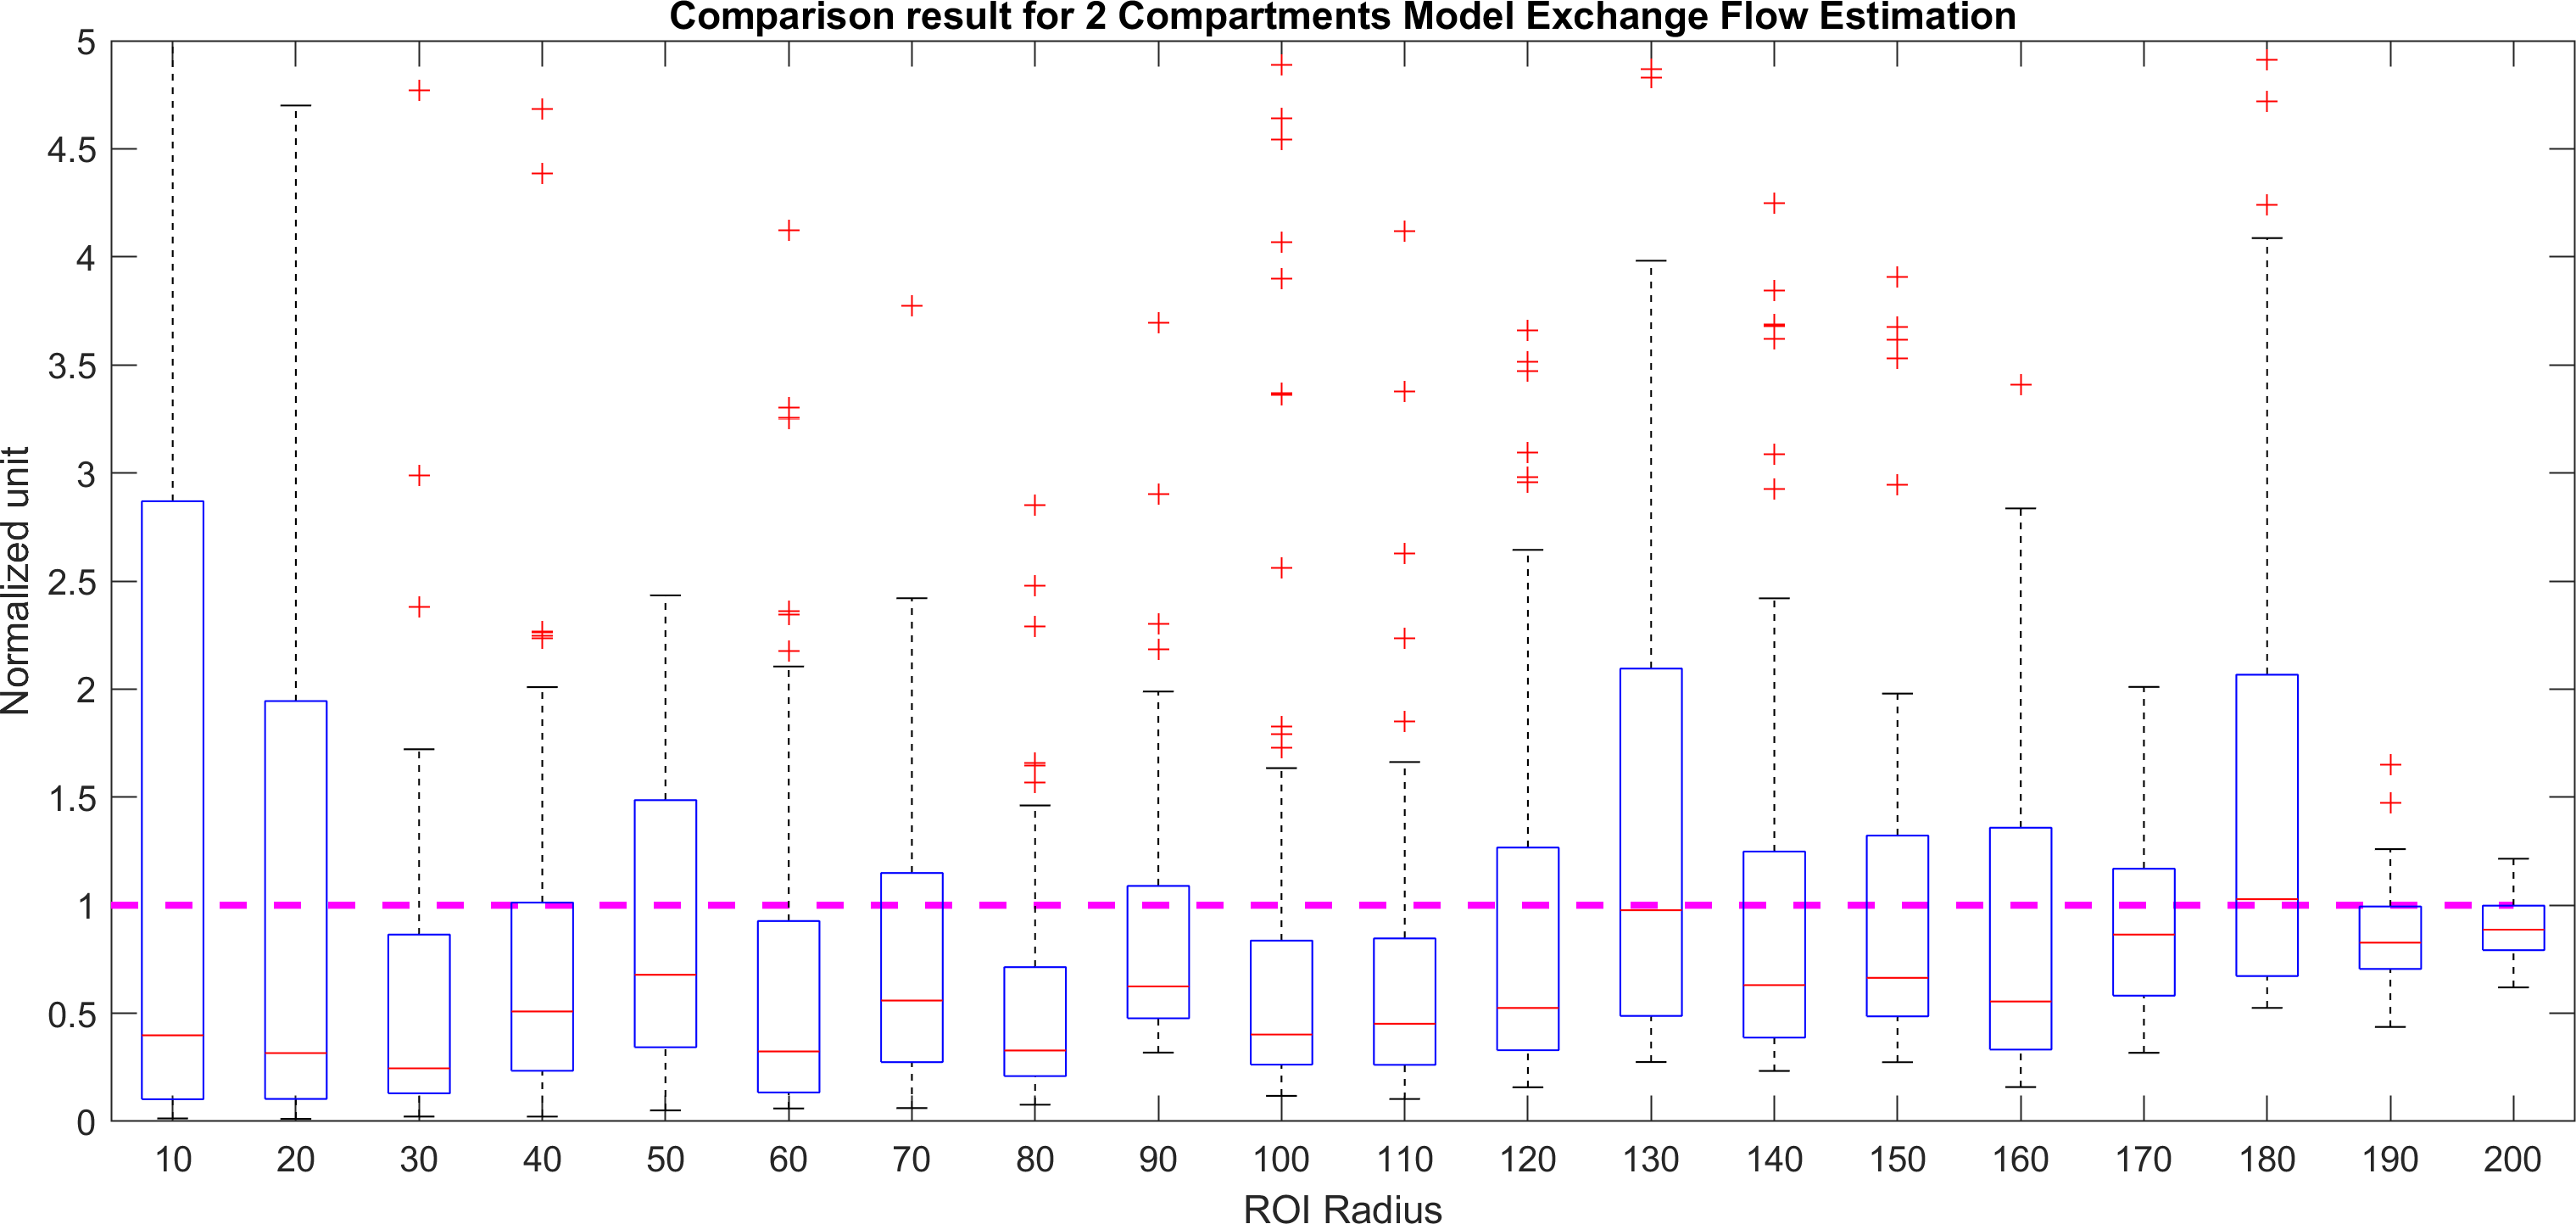 Comparison result for 2 Compartments Model Exchange Flow Estimation
5
4.5
4
3.5
3
2.5
2
1.5
1
0.5
0
Normalized unit
10 20 30 40 50 60 70 80 90 100 110 120 130 140 150 160 170 180 190 200
ROI Radius